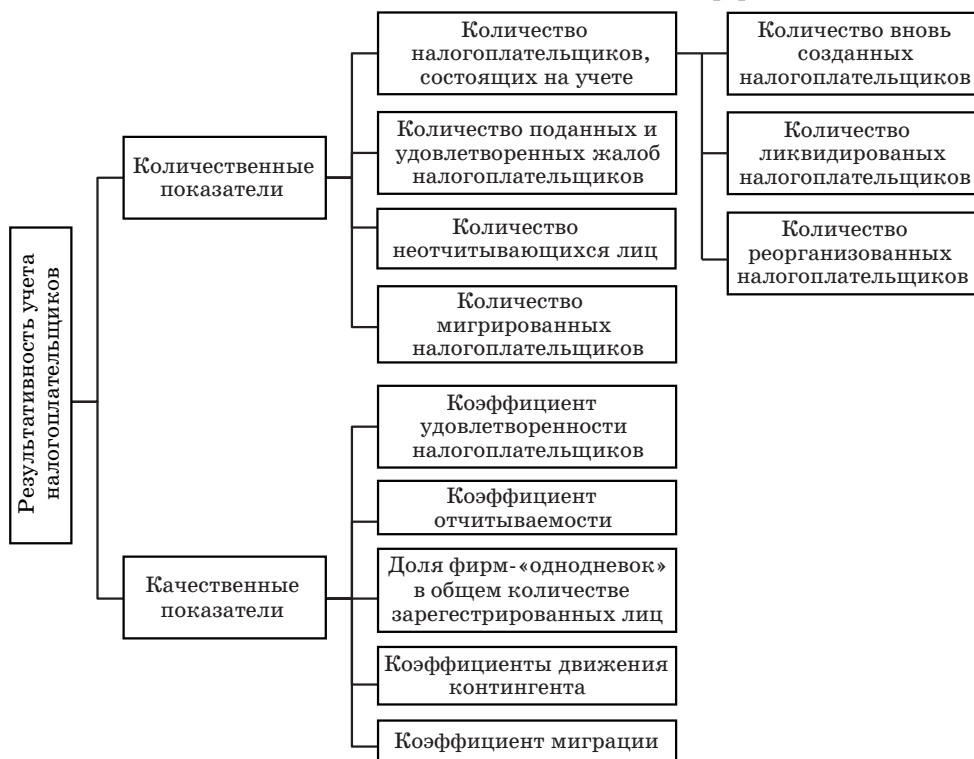 Результативность учета
налогоплательщиков
Количественные
показатели
Количество
налогоплательщиков,
состоящих на учете
Количество вновь
созданных
налогоплательщиков
Количество
ликвидированых
налогоплательщиков
Количество
реорганизованных
налогоплательщиков
Количество поданных и
удовлетворенных жалоб
налогоплательщиков
Количество
неотчитывающихся лиц
Количество
мигрированных
налогоплательщиков
Качественные
показатели
Коэффициент
удовлетворенности
налогоплательщиков
Коэффициент
отчитываемости
Доля фирм-«однодневок»
в общем количестве
зарегестрированных лиц
Коэффициенты движения
контингента
Коэффициент миграции